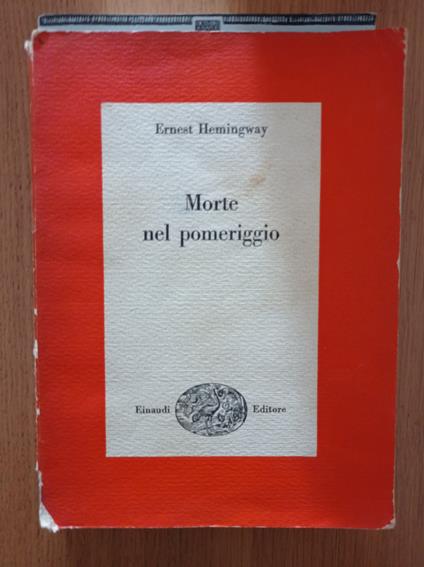 Ernest Hemingway
Morte
nel pomeriggio
Einaudi Editore